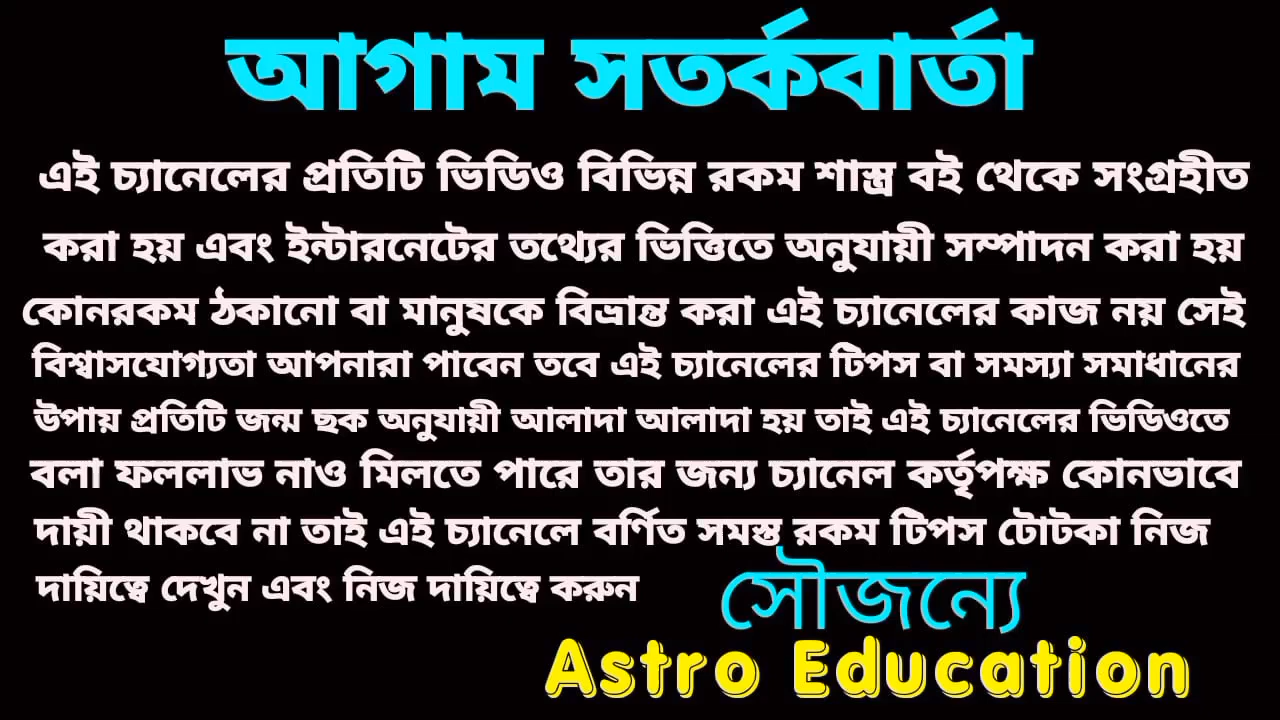 আগাম সতর্কবার্তা
এই চ্যানেলের প্রতিটি ভিডিও বিভিন্ন রকম শাস্ত্র বই থেকে সংগ্রহীত
করা হয় এবং ইন্টারনেটের তথ্যের ভিত্তিতে অনুযায়ী সম্পাদন করা হয়
কোনরকম ঠকানো বা মানুষকে বিভ্রান্ত করা এই চ্যানেলের কাজ নয় সেই
বিশ্বাসযোগ্যতা আপনারা পাবেন তবে এই চ্যানেলের টিপস বা সমস্যা সমাধানের
উপায় প্রতিটি জন্ম ছক অনুযায়ী আলাদা আলাদা হয় তাই এই চ্যানেলের ভিডিওতে
বলা ফললাভ নাও মিলতে পারে তার জন্য চ্যানেল কর্তৃপক্ষ কোনভাবে
দায়ী থাকবে না তাই এই চ্যানেলে বর্ণিত সমস্ত রকম টিপস টোটকা নিজ
দায়িত্বে দেখুন এবং নিজ দায়িত্বে করুন
সৌজন্যে
Astro Education